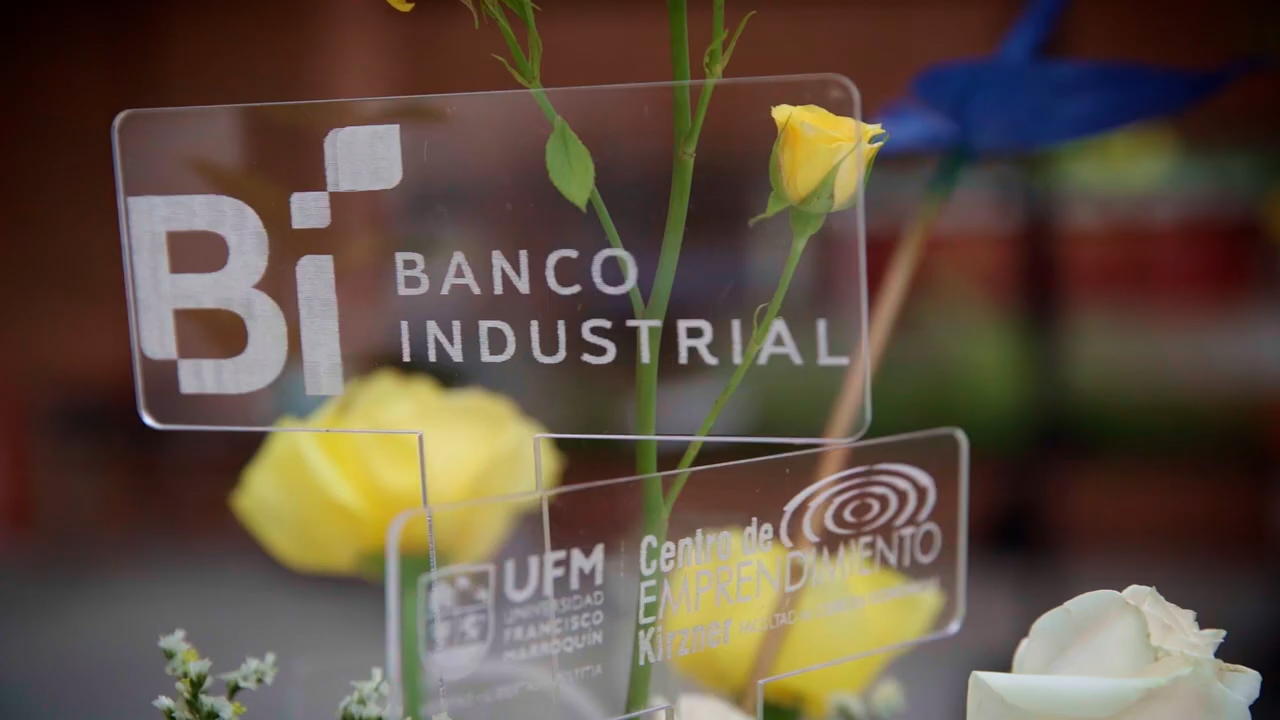 Bi
BANCO
INDUSTRIAL
UFM
UNIVERSIDAD
FRANCISCO
MARROQUÍN
Centro de
EMPRENDIMIENTO
Kirzner